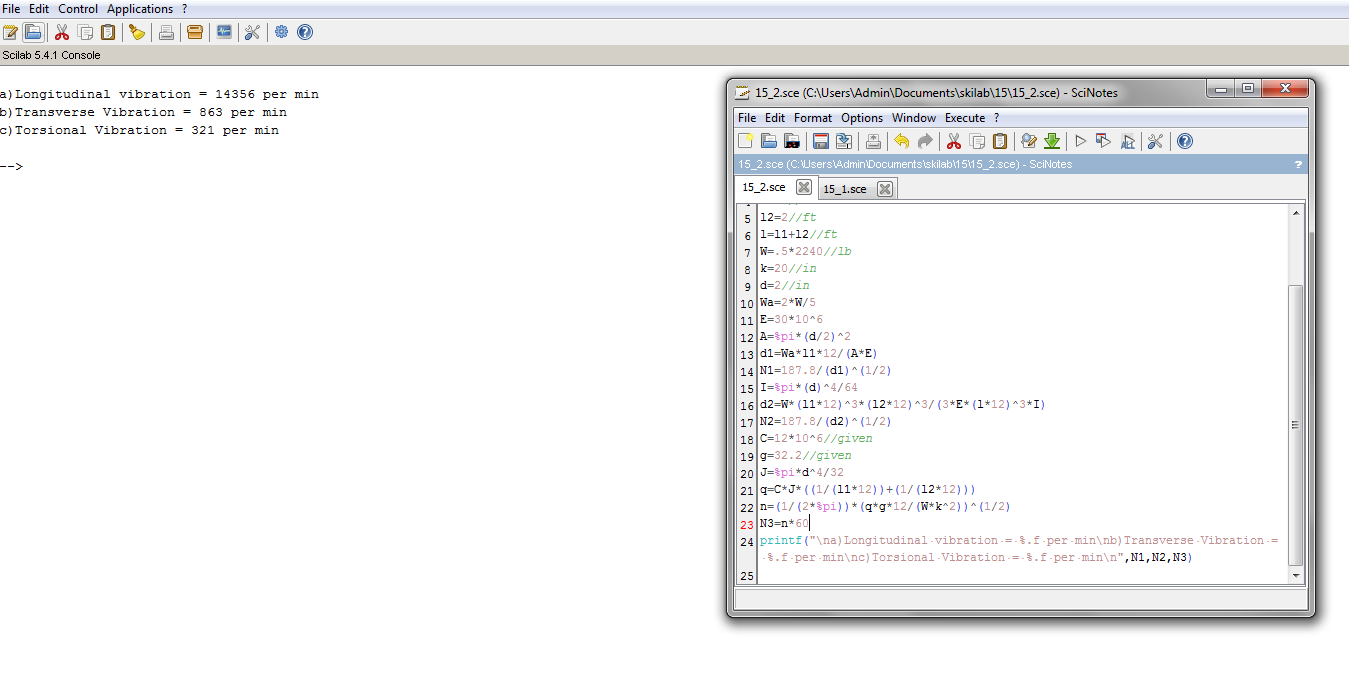 File Edit Control Applications ?
Scilab 5.4.1 Console
a)Longitudinal vibration = 14356 per min
b)Transverse Vibration = 863 per min
c)Torsional Vibration = 321 per min
-->
15_2.sce (C:\Users\Admin\Documents\skilab\15\15_2.sce) - SciNotes
File Edit Format Options Window Execute ?
15_2.sce (C:\Users\Admin\Documents\skilab\15\15_2.sce) - SciNotes ?
15_2.sce 15_1.sce
5 l2=2//ft
6 l=l1+l2//ft
7 W=.5*2240//lb
8 k=20//in
9 d=2//in
10 Wa=2*W/5
11 E=30*10^6
12 A=%pi*(d/2)^2
13 d1=Wa*l1*12/(A*E)
14 N1=187.8/(d1)^(1/2)
15 I=%pi*(d)^4/64
16 d2=W*(l1*12)^3*(l2*12)^3/(3*E*(l*12)^3*I)
17 N2=187.8/(d2)^(1/2)
18 C=12*10^6//given
19 g=32.2//given
20 J=%pi*d^4/32
21 q=C*J*((1/(l1*12))+(1/(l2*12)))
22 n=(1/(2*%pi))*(q*g*12/(W*k^2))^(1/2)
23 N3=n*60
24 printf("\na)Longitudinal vibration = %.f per min\nb)Transverse Vibration =
%.f per min\nc)Torsional Vibration = %.f per min\n",N1,N2,N3)
25